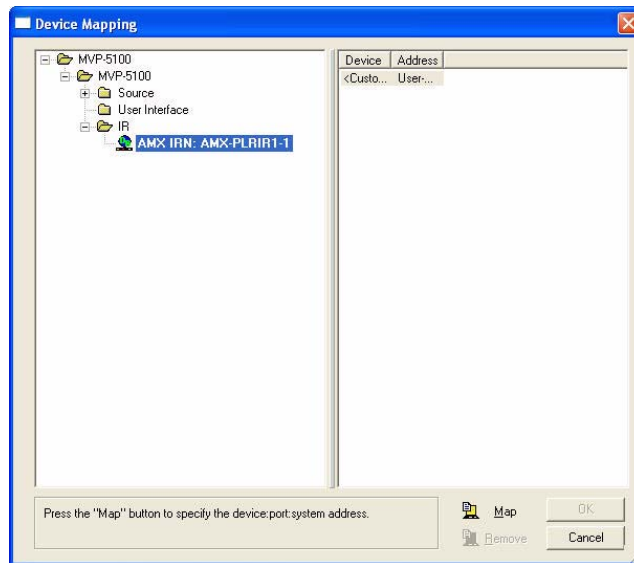 Device Mapping
MVP-5100
MVP-5100
Source
User Interface
IR
AMX IRN: AMX-PLRIR1-1
Device Address
<Custo... User-...
Press the "Map" button to specify the device:port:system address.
Map
OK
Remove
Cancel